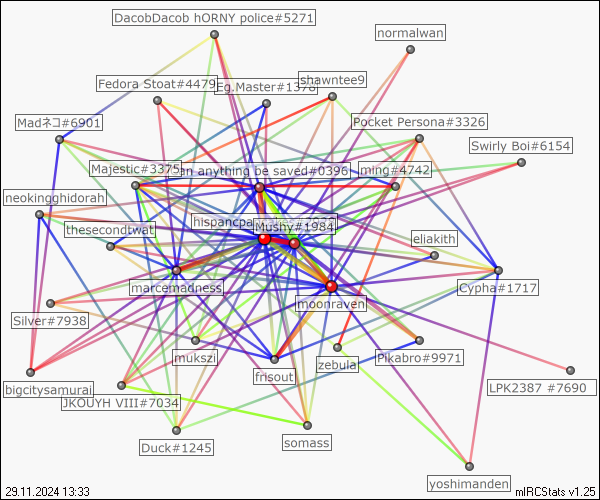 DacobDacob hORNY police#5271
normalwan
shawntee9
Fedora Stoat#4479
Eg.Master#1378
Madネコ#6901
Pocket Persona#3326
Swirly Boi#6154
Majestic#3375
an anything be saved#0396
ming#4742
neokingghidorah
Mushy#1984
thesecondtwat
eliakith
marcemadness
Cypha#1717
moonraven
Silver#7938
mukszi
zebula
Pikabro#9971
frisout
bigcitysamurai
LPK2387 #7690
JKOUYH VIII#7034
Duck#1245
somass
yoshimanden
29.11.2024 13:33
mIRCStats v1.25